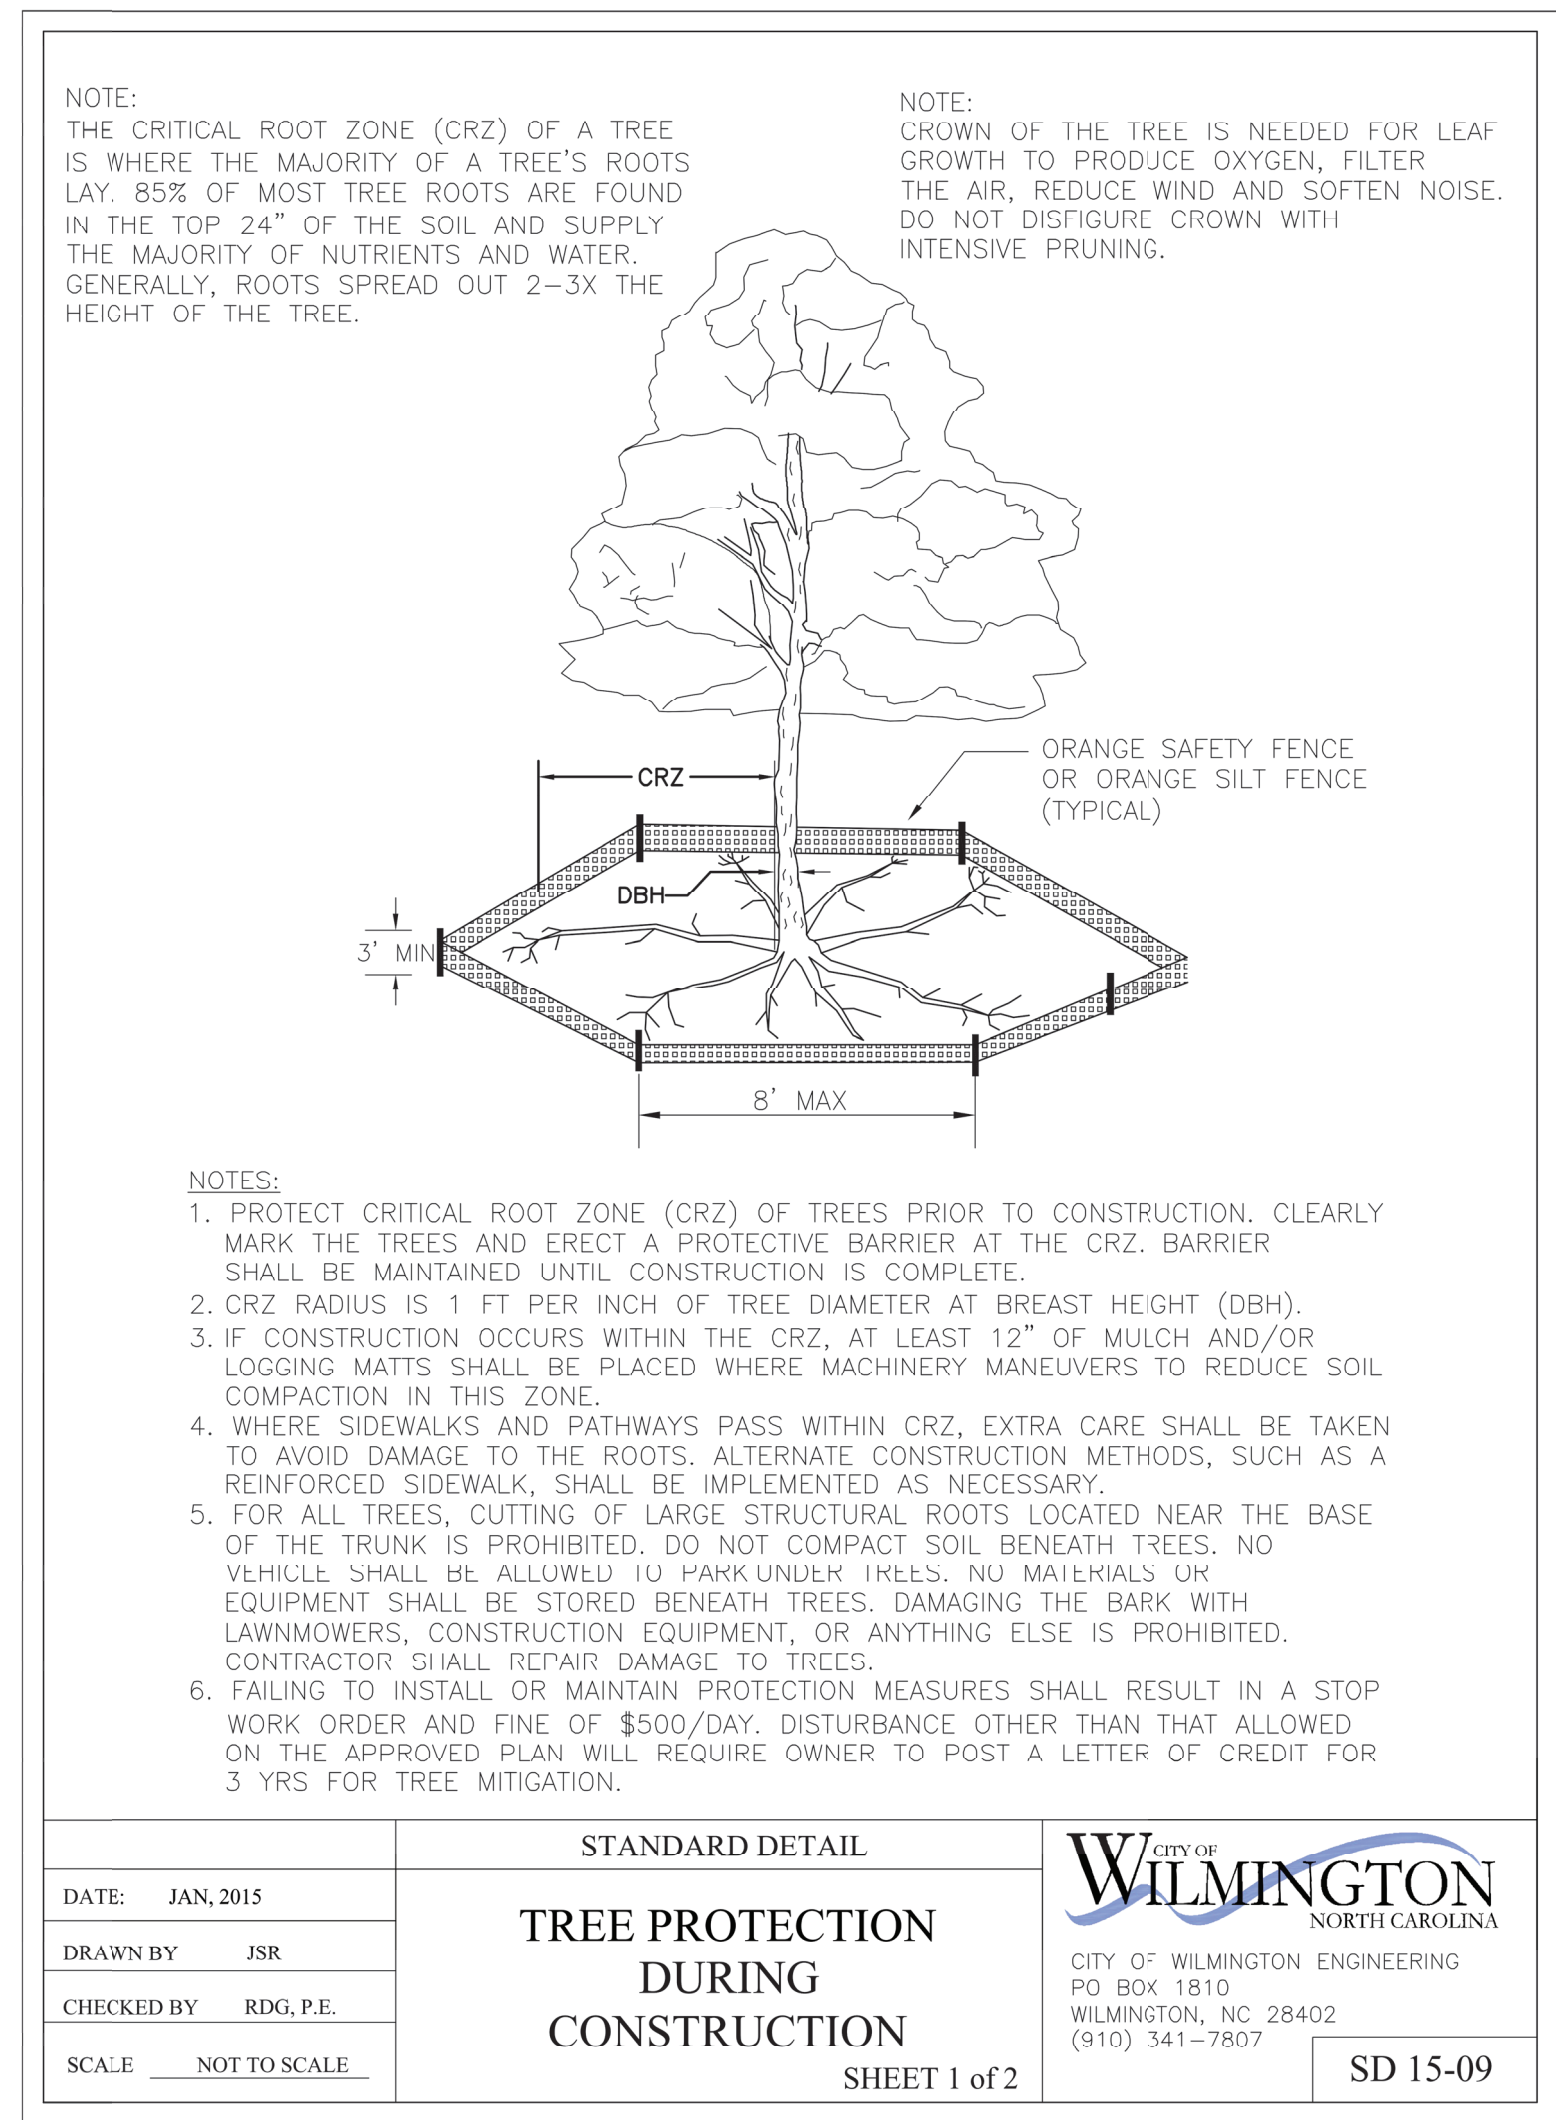 NOTE:
THE CRITICAL ROOT ZONE (CRZ) OF A TREE
IS WHERE THE MAJORITY OF A TREE'S ROOTS
LAY. 85% OF MOST TREE ROOTS ARE FOUND
IN THE TOP 24" OF THE SOIL AND SUPPLY
THE MAJORITY OF NUTRIENTS AND WATER.
GENERALLY, ROOTS SPREAD OUT 2-3X THE
HEIGHT OF THE TREE.
NOTE:
CROWN OF THE TREE IS NEEDED FOR LEAF
GROWTH TO PRODUCE OXYGEN, FILTER
THE AIR, REDUCE WIND AND SOFTEN NOISE.
DO NOT DISFIGURE CROWN WITH
INTENSIVE PRUNING.
ORANGE SAFETY FENCE
OR ORANGE SILT FENCE
(TYPICAL)
CRZ
DBH
3' MIN
8' MAX
NOTES:
1. PROTECT CRITICAL ROOT ZONE (CRZ) OF TREES PRIOR TO CONSTRUCTION. CLEARLY
MARK THE TREES AND ERECT A PROTECTIVE BARRIER AT THE CRZ. BARRIER
SHALL BE MAINTAINED UNTIL CONSTRUCTION IS COMPLETE.
2. CRZ RADIUS IS 1 FT PER INCH OF TREE DIAMETER AT BREAST HEIGHT (DBH).
3. IF CONSTRUCTION OCCURS WITHIN THE CRZ, AT LEAST 12" OF MULCH AND/OR
LOGGING MATTS SHALL BE PLACED WHERE MACHINERY MANEUVERS TO REDUCE SOIL
COMPACTION IN THIS ZONE.
4. WHERE SIDEWALKS AND PATHWAYS PASS WITHIN CRZ, EXTRA CARE SHALL BE TAKEN
TO AVOID DAMAGE TO THE ROOTS. ALTERNATE CONSTRUCTION METHODS, SUCH AS A
REINFORCED SIDEWALK, SHALL BE IMPLEMENTED AS NECESSARY.
5. FOR ALL TREES, CUTTING OF LARGE STRUCTURAL ROOTS LOCATED NEAR THE BASE
OF THE TRUNK IS PROHIBITED. DO NOT COMPACT SOIL BENEATH TREES. NO
VEHICLE SHALL BE ALLOWED TO PARK UNDER TREES. NO MATERIALS OR
EQUIPMENT SHALL BE STORED BENEATH TREES. DAMAGING THE BARK WITH
LAWNMOWERS, CONSTRUCTION EQUIPMENT, OR ANYTHING ELSE IS PROHIBITED.
CONTRACTOR SHALL REPAIR DAMAGE TO TREES.
6. FAILING TO INSTALL OR MAINTAIN PROTECTION MEASURES SHALL RESULT IN A STOP
WORK ORDER AND FINE OF $500/DAY. DISTURBANCE OTHER THAN THAT ALLOWED
ON THE APPROVED PLAN WILL REQUIRE OWNER TO POST A LETTER OF CREDIT FOR
3 YRS FOR TREE MITIGATION.
DATE: JAN, 2015
DRAWN BY JSR
CHECKED BY RDG, P.E.
SCALE NOT TO SCALE
STANDARD DETAIL
TREE PROTECTION
DURING
CONSTRUCTION
SHEET 1 of 2
CITY OF
WILMINGTON
NORTH CAROLINA
CITY OF WILMINGTON ENGINEERING
PO BOX 1810
WILMINGTON, NC 28402
(910) 341-7807
SD 15-09